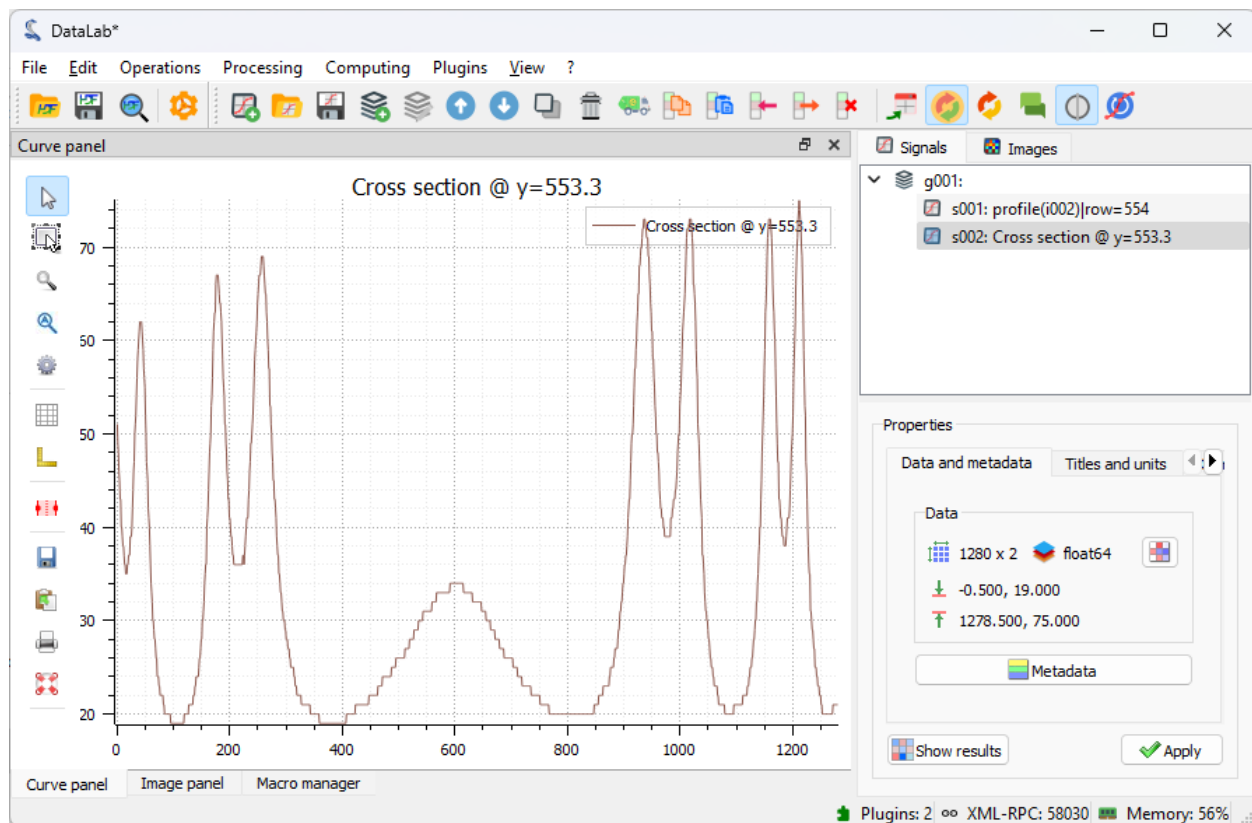 DataLab*
File Edit Operations Processing Computing Plugins View ?
Curve panel
Cross section @ y=553.3
Cross section @ y=553.3
70
60
50
40
30
20
0 200 400 600 800 1000 1200
Curve panel Image panel Macro manager
Signals Images
g001:
s001: profile(i002)|row=554
s002: Cross section @ y=553.3
Properties
Data and metadata Titles and units
Data
1280 x 2 float64
-0.500, 19.000
1278.500, 75.000
Metadata
Show results Apply
Plugins: 2 XML-RPC: 58030 Memory: 56%